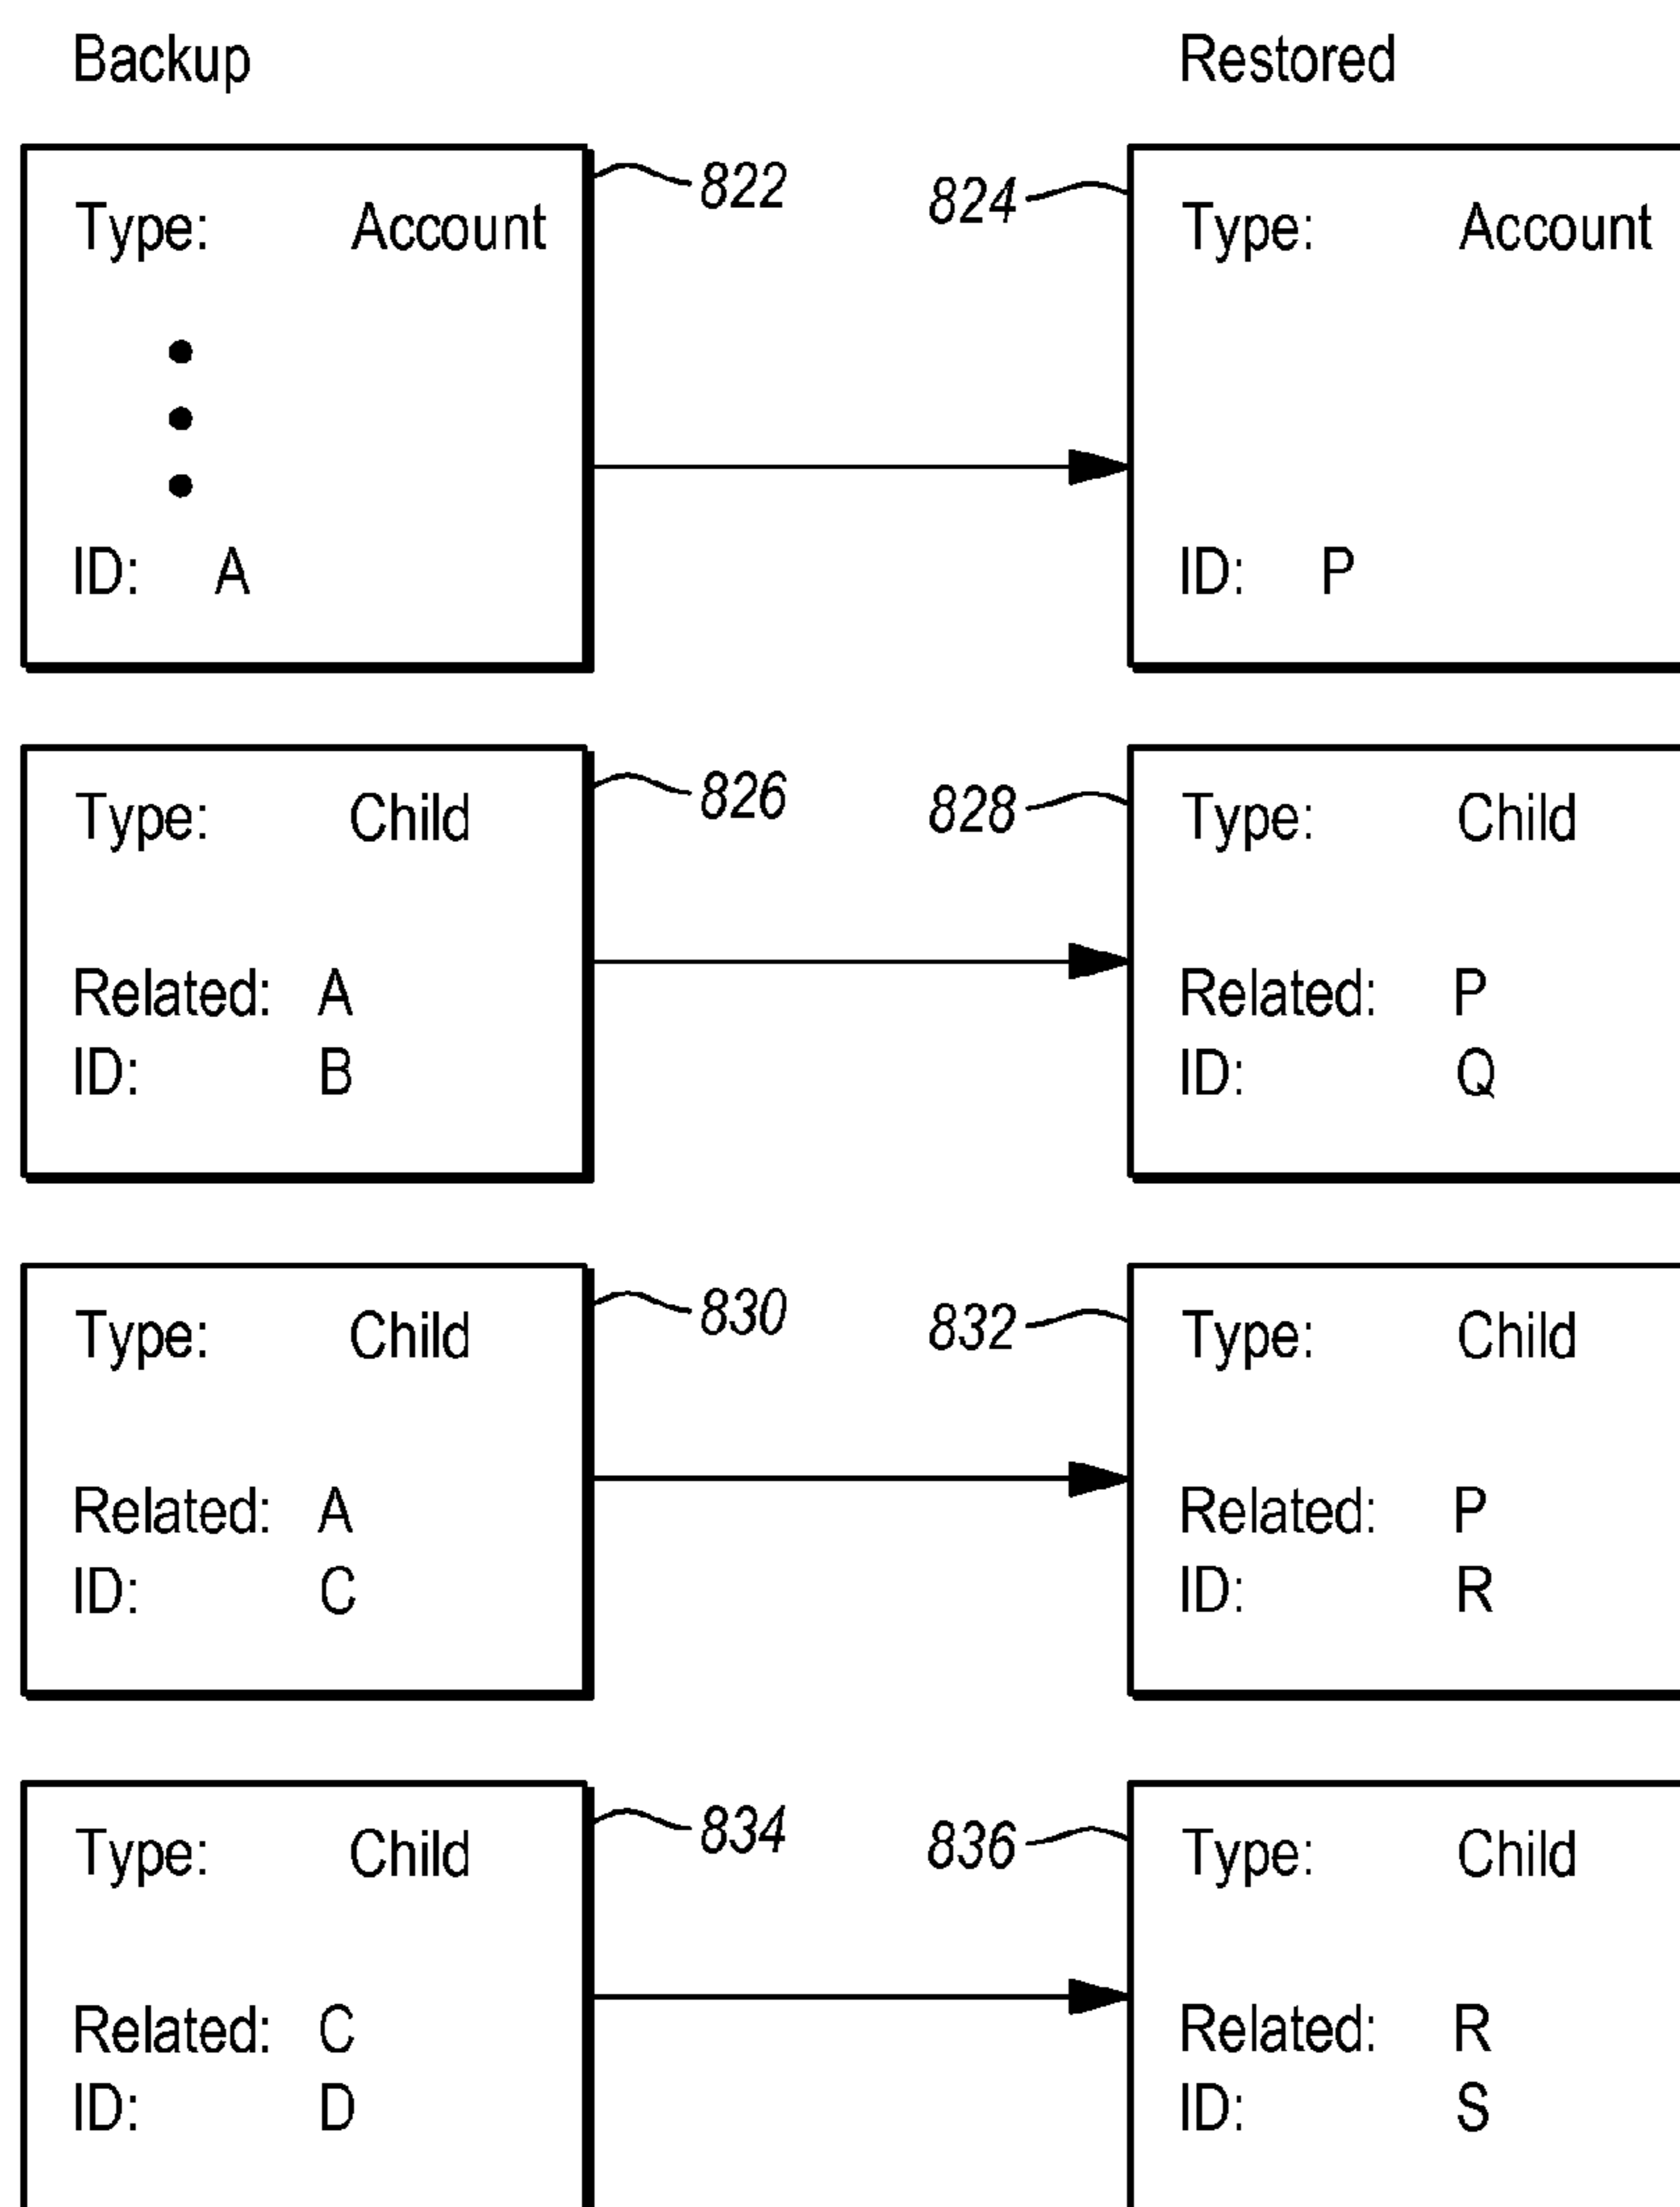 Backup Restored
822 824
Type: Account Type: Account
ID: A ID: P
826 828
Type: Child Type: Child
Related: A Related: P
ID: B ID: Q
830 832
Type: Child Type: Child
Related: A Related: P
ID: C ID: R
834 836
Type: Child Type: Child
Related: C Related: R
ID: D ID: S